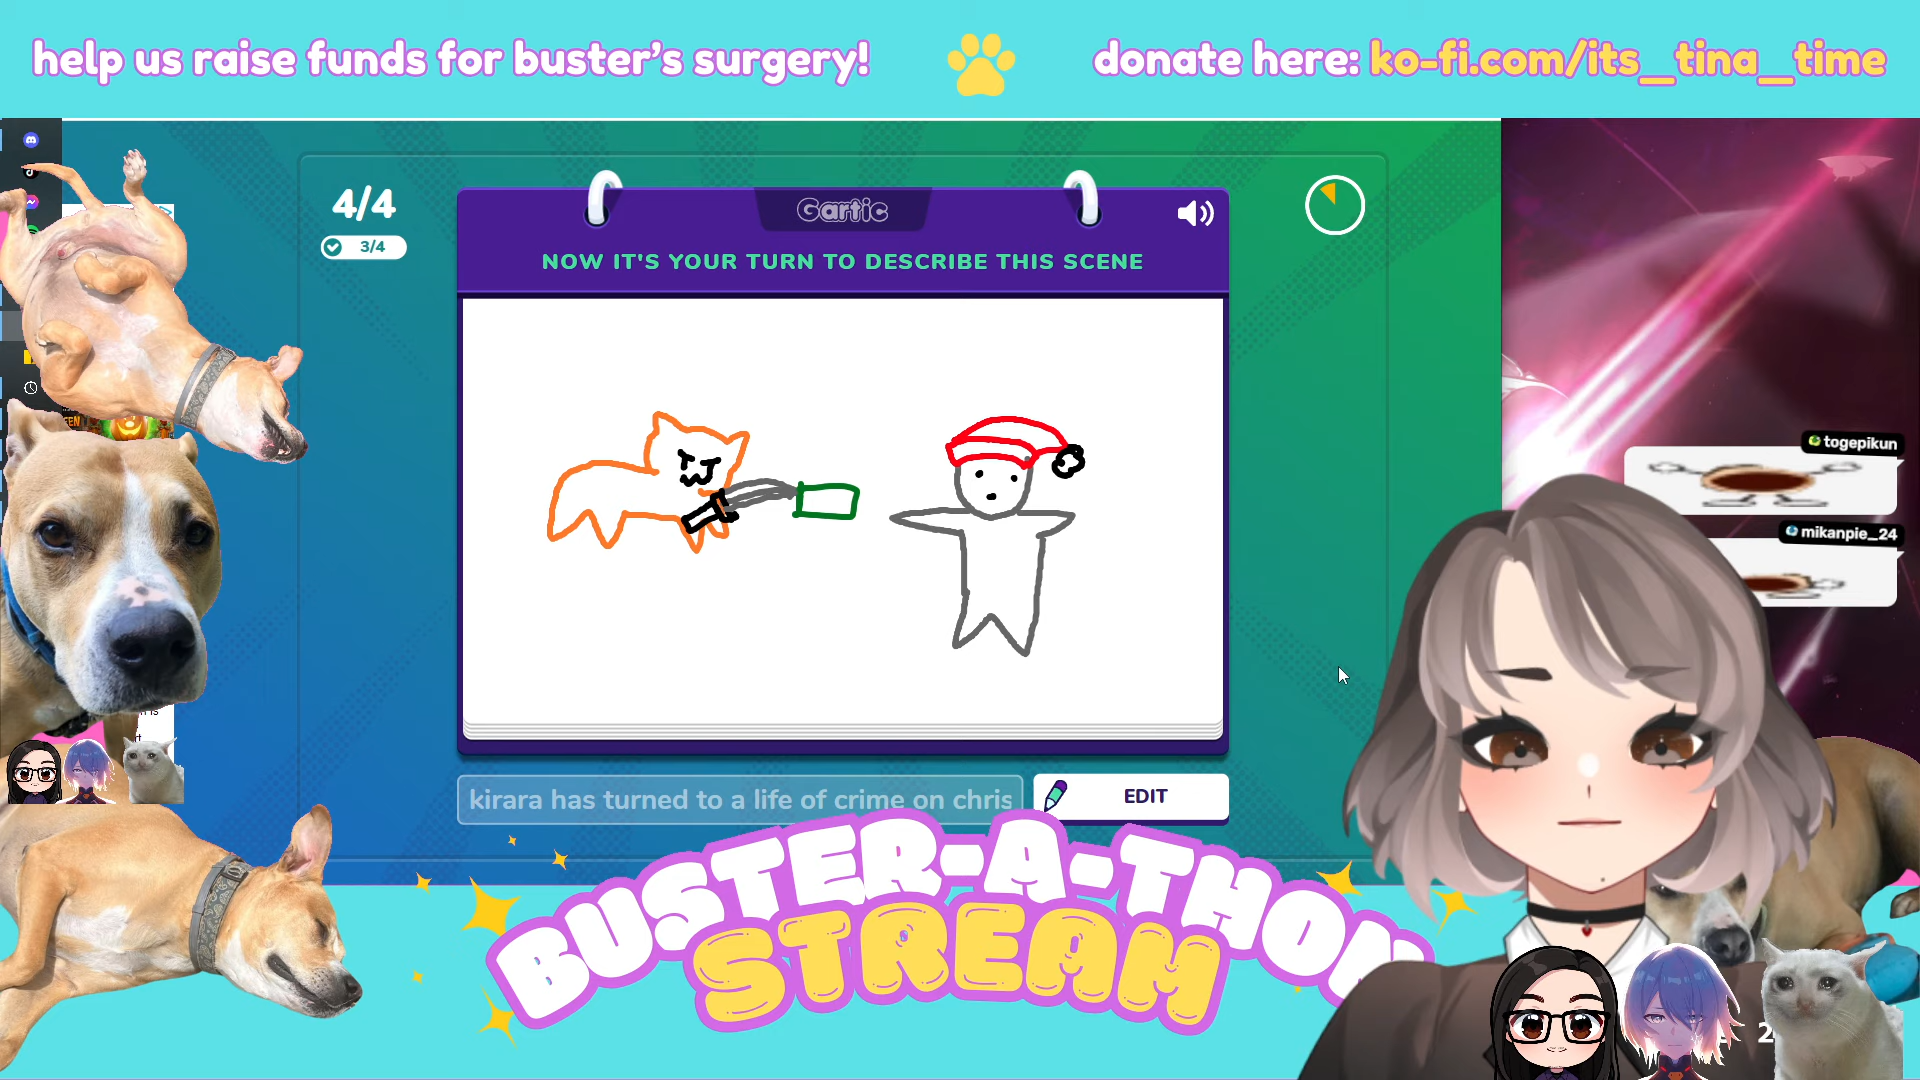 help us raise funds for buster's surgery!
donate here: ko-fi.com/its_tina_time
4/4
3/4
Gartic
NOW IT'S YOUR TURN TO DESCRIBE THIS SCENE
togepikun
mikanpie_24
kirara has turned to a life of crime on chris
EDIT
BUSTER-A-THON
STREAM